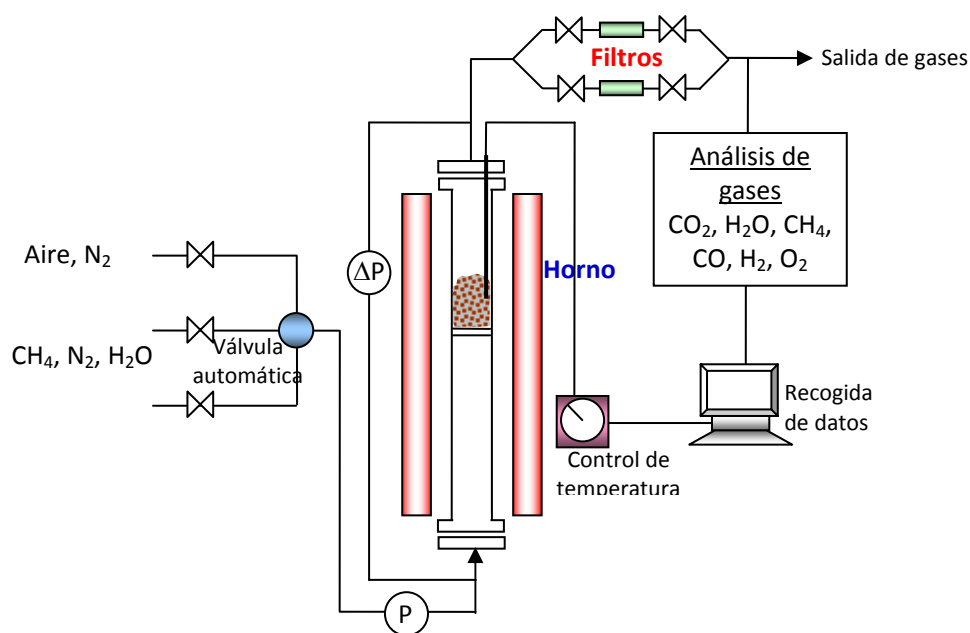 Filtros
Salida de gases
Análisis de
gases
CO₂, H₂O, CH₄,
CO, H₂, O₂
Aire, N₂
ΔP
Horno
CH₄, N₂, H₂O
Válvula
automática
Recogida
de datos
Control de
temperatura
P